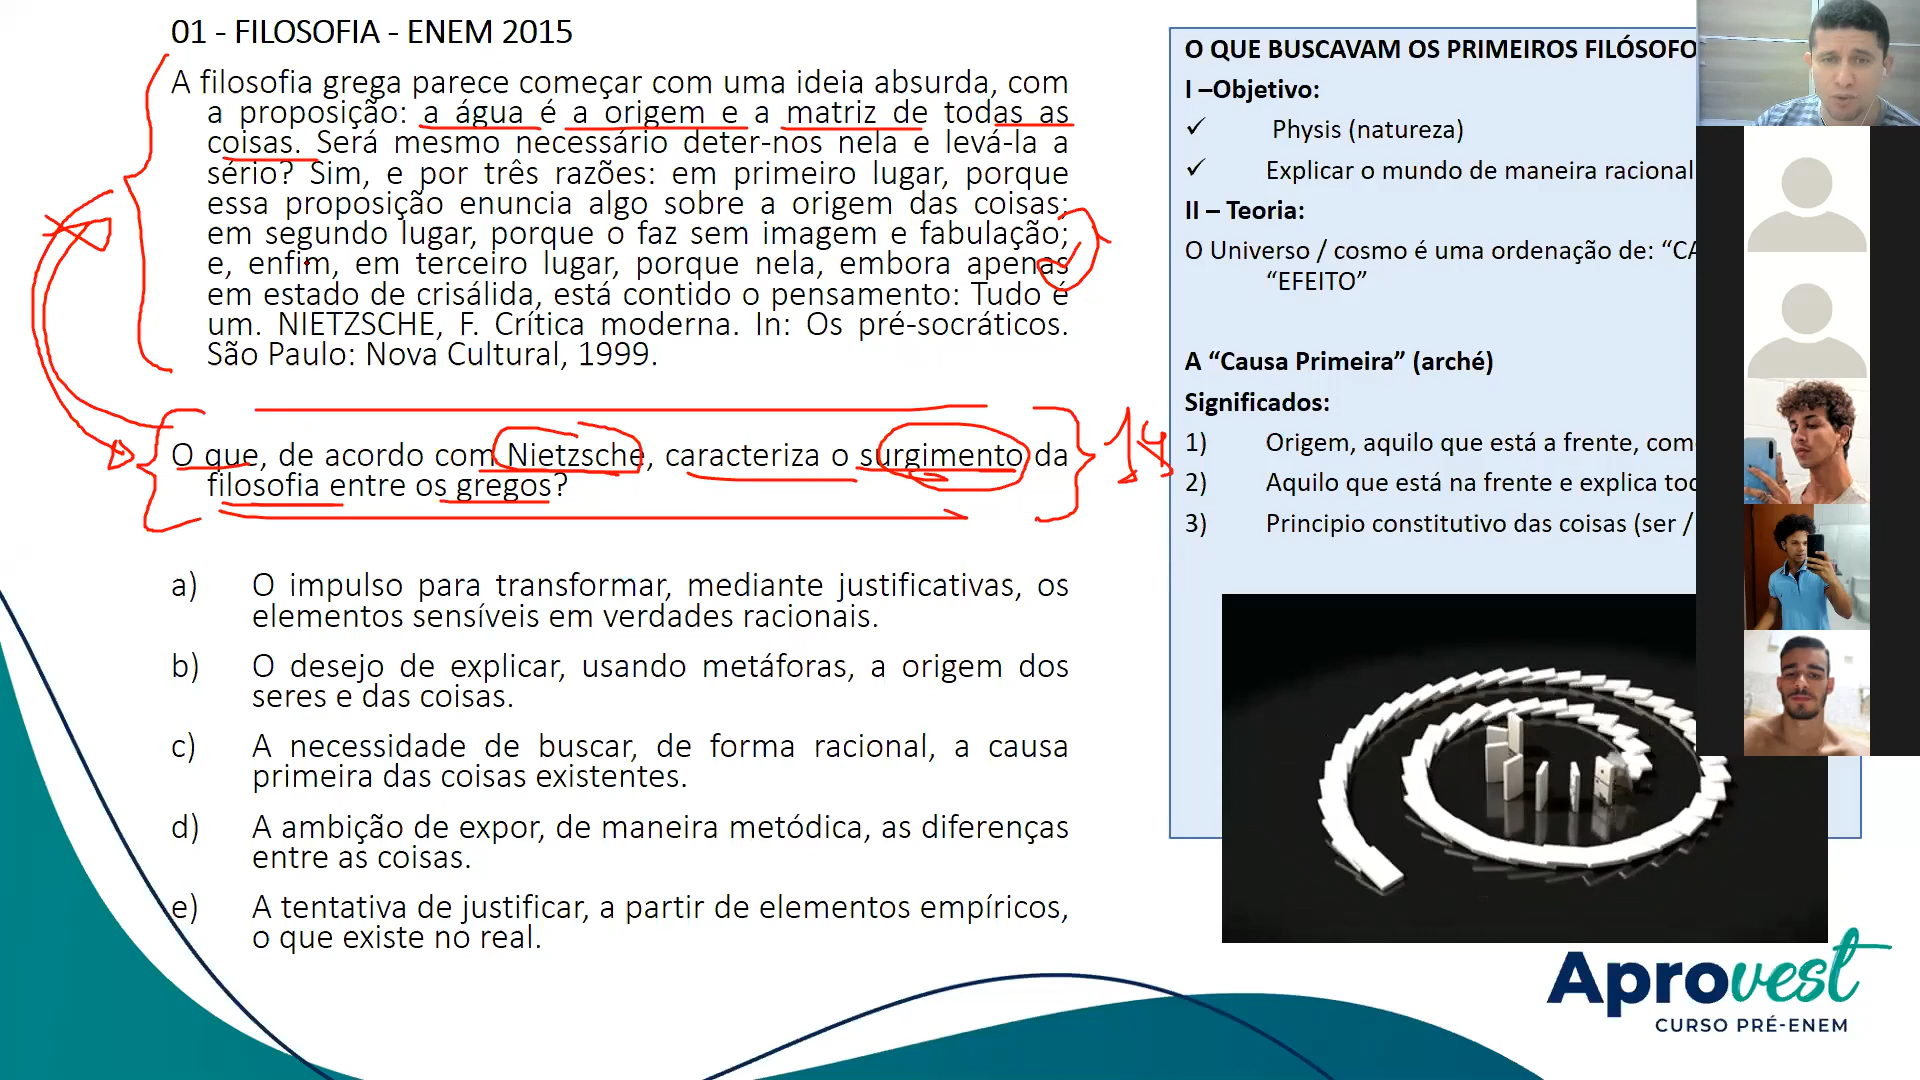 01 - FILOSOFIA - ENEM 2015
A filosofia grega parece começar com uma ideia absurda, com
a proposição: a água é a origem e a matriz de todas as
coisas. Será mesmo necessário deter-nos nela e levá-la a
sério? Sim, e por três razões: em primeiro lugar, porque
essa proposição enuncia algo sobre a origem das coisas;
em segundo lugar, porque o faz sem imagem e fabulação;
e, enfim, em terceiro lugar, porque nela, embora apenas
em estado de crisálida, está contido o pensamento: Tudo é
um. NIETZSCHE, F. Crítica moderna. In: Os pré-socráticos.
São Paulo: Nova Cultural, 1999.
O que, de acordo com Nietzsche, caracteriza o surgimento da
filosofia entre os gregos?
a) O impulso para transformar, mediante justificativas, os
elementos sensíveis em verdades racionais.
b) O desejo de explicar, usando metáforas, a origem dos
seres e das coisas.
c) A necessidade de buscar, de forma racional, a causa
primeira das coisas existentes.
d) A ambição de expor, de maneira metódica, as diferenças
entre as coisas.
e) A tentativa de justificar, a partir de elementos empíricos,
o que existe no real.
O QUE BUSCAVAM OS PRIMEIROS FILÓSOFO
I –Objetivo:
✓ Physis (natureza)
✓ Explicar o mundo de maneira racional
II – Teoria:
O Universo / cosmo é uma ordenação de: “CA
“EFEITO”
A “Causa Primeira” (arché)
Significados:
1) Origem, aquilo que está a frente, com
2) Aquilo que está na frente e explica to
3) Principio constitutivo das coisas (ser /
Aprovest
CURSO PRÉ-ENEM